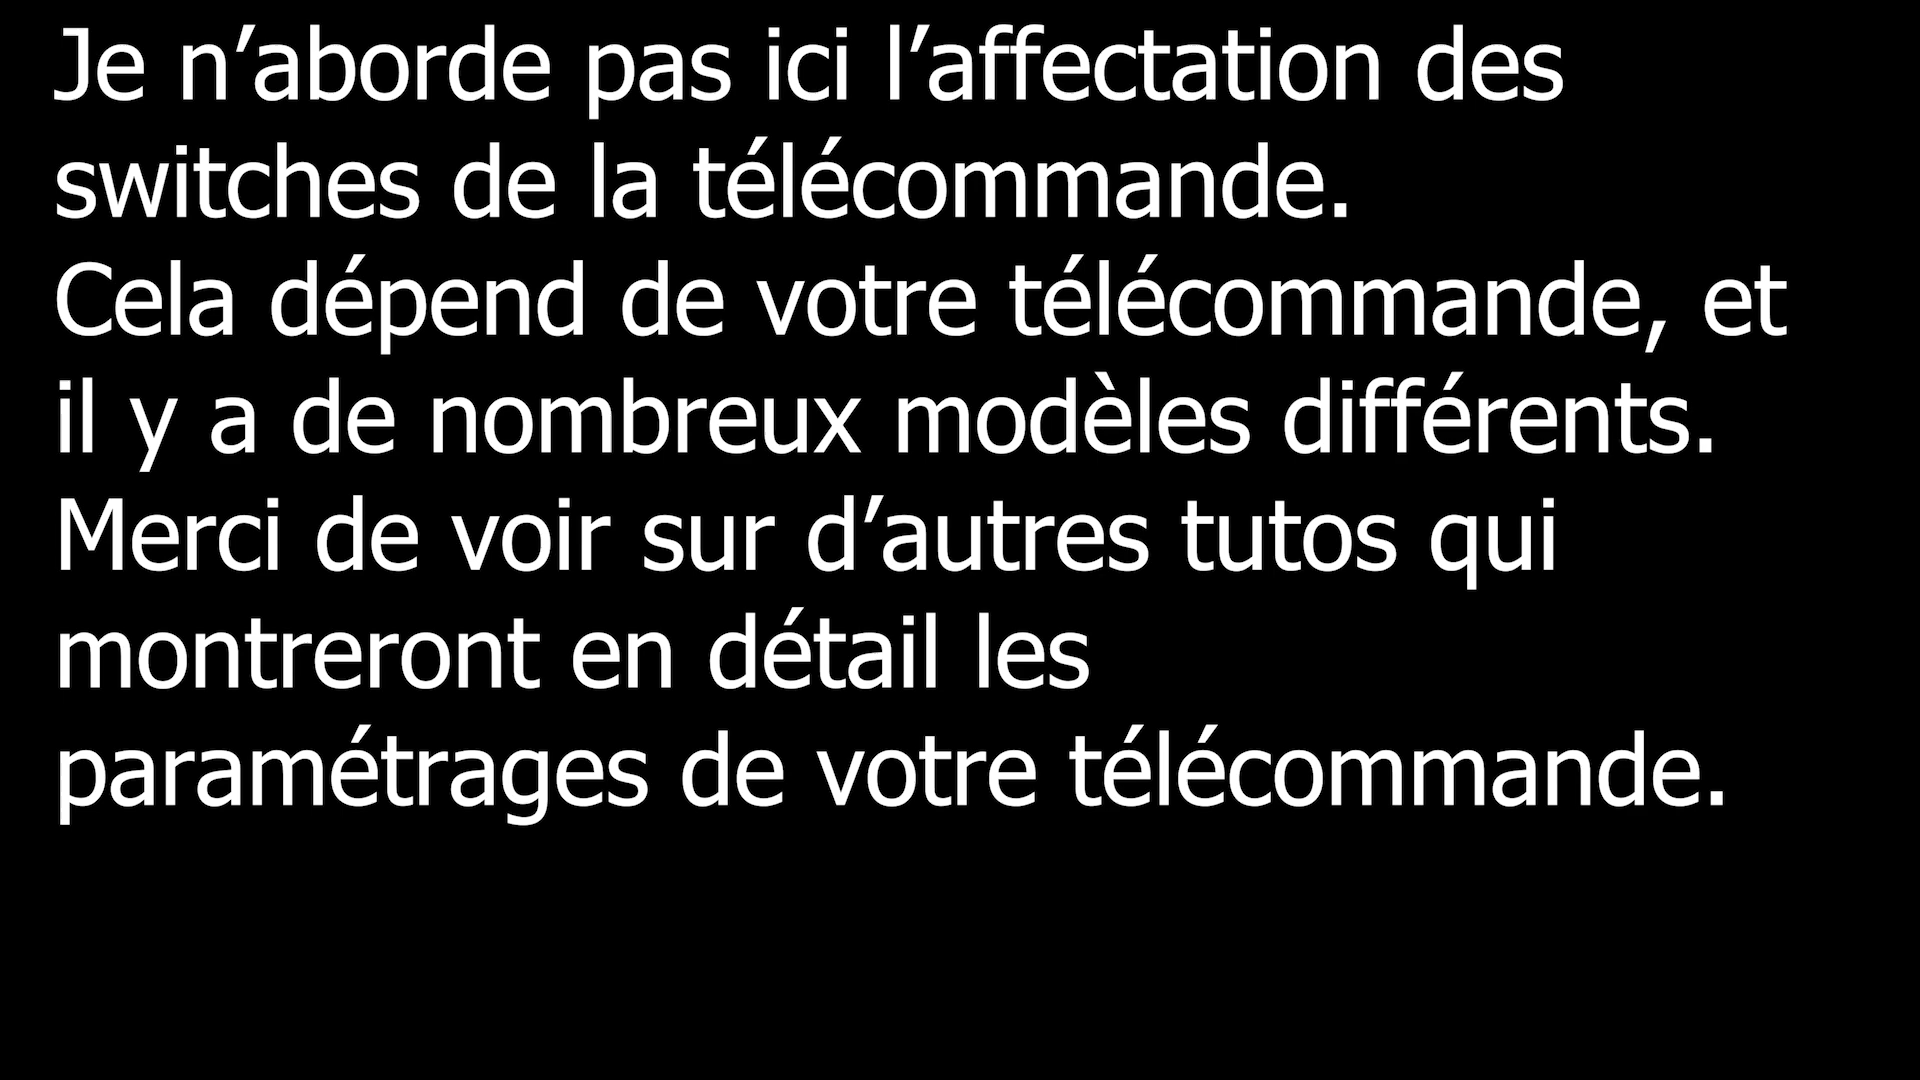 Je n’aborde pas ici l’affectation des
switches de la télécommande.
Cela dépend de votre télécommande, et
il y a de nombreux modèles différents.
Merci de voir sur d’autres tutos qui
montreront en détail les
paramétrages de votre télécommande.